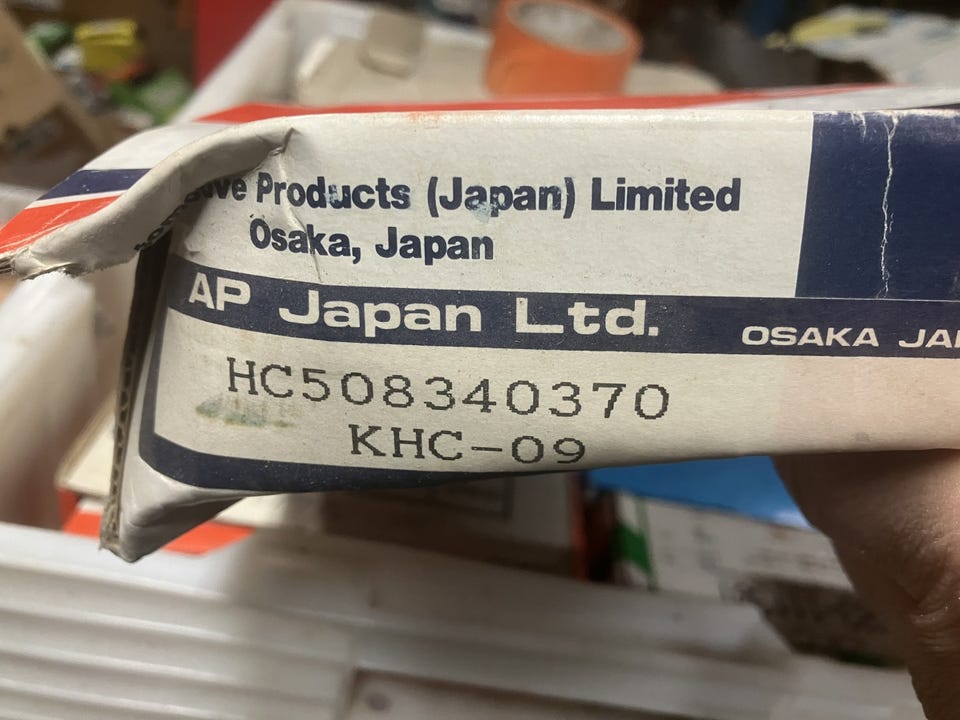 Products (Japan) Limited
Osaka, Japan
AP Japan Ltd.
OSAKA
HC508340370
KHC-09